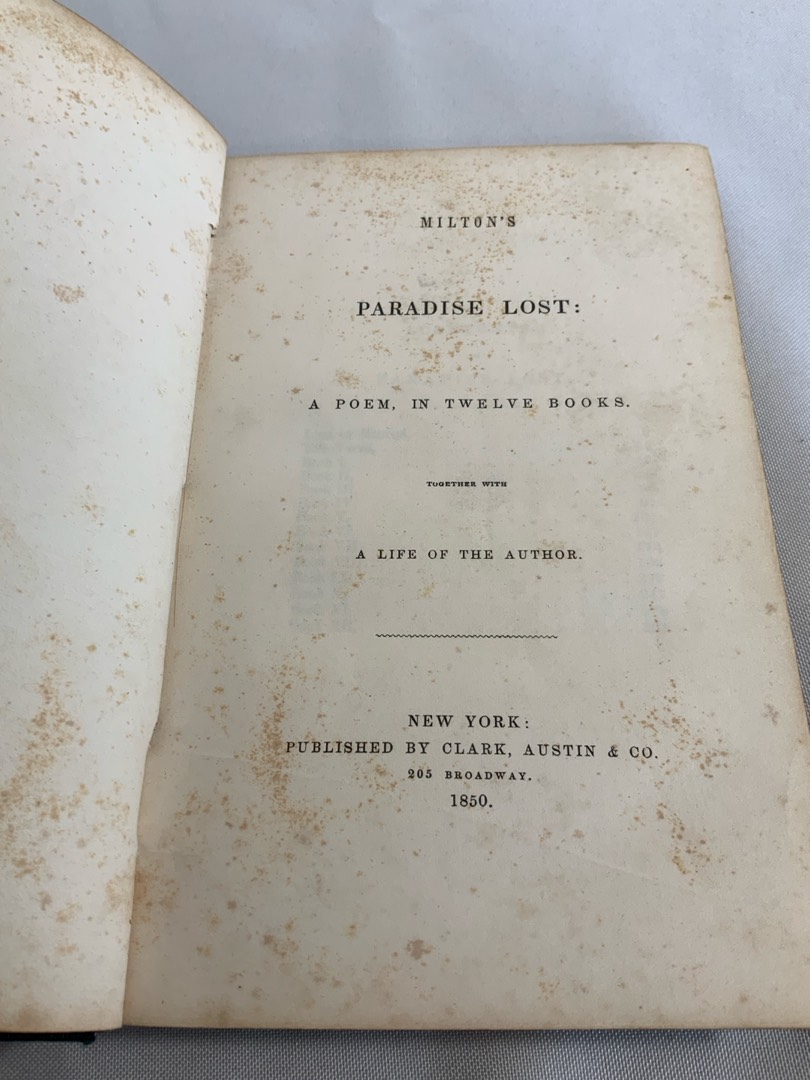 MILTON'S
PARADISE LOST:
A POEM, IN TWELVE BOOKS.
TOGETHER WITH
A LIFE OF THE AUTHOR.
NEW YORK:
PUBLISHED BY CLARK, AUSTIN & CO.
205 BROADWAY.
1850.